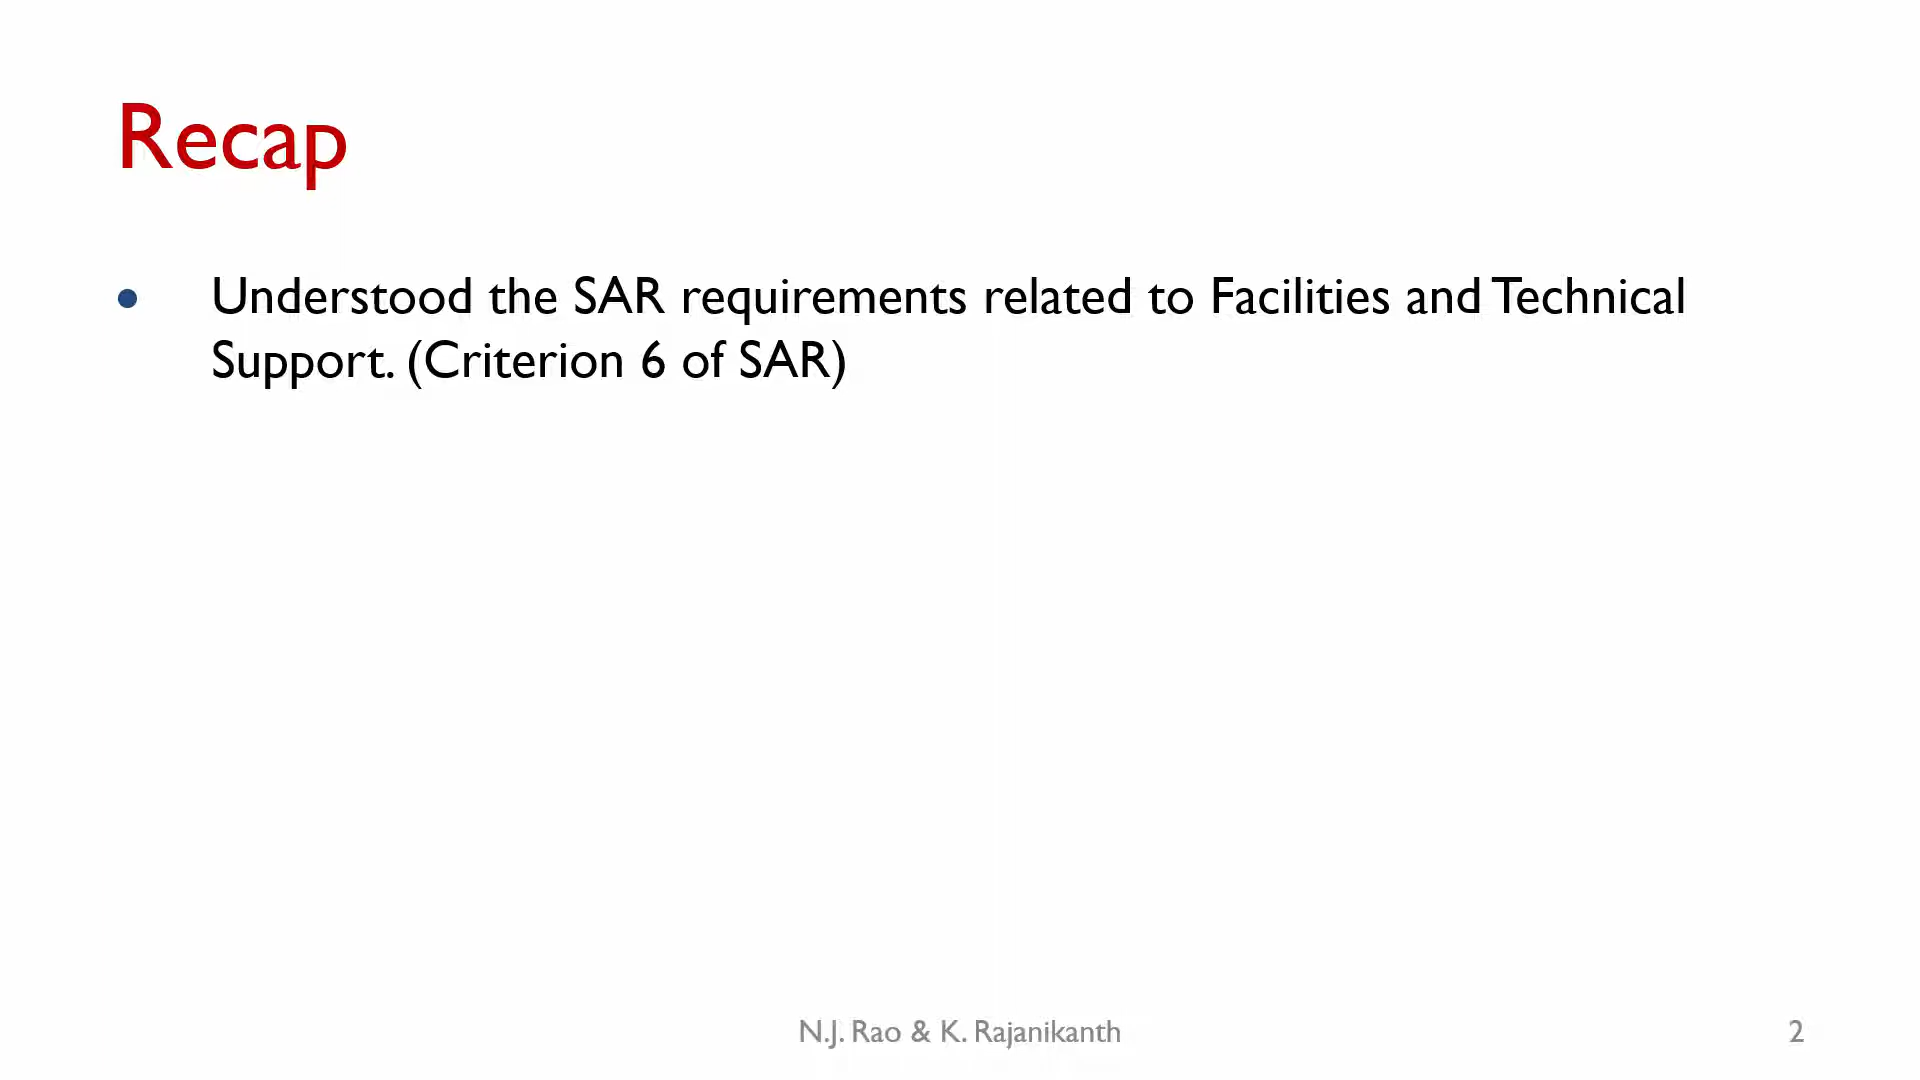 Recap
• Understood the SAR requirements related to Facilities and Technical
Support. (Criterion 6 of SAR)
N.J. Rao & K. Rajanikanth
2